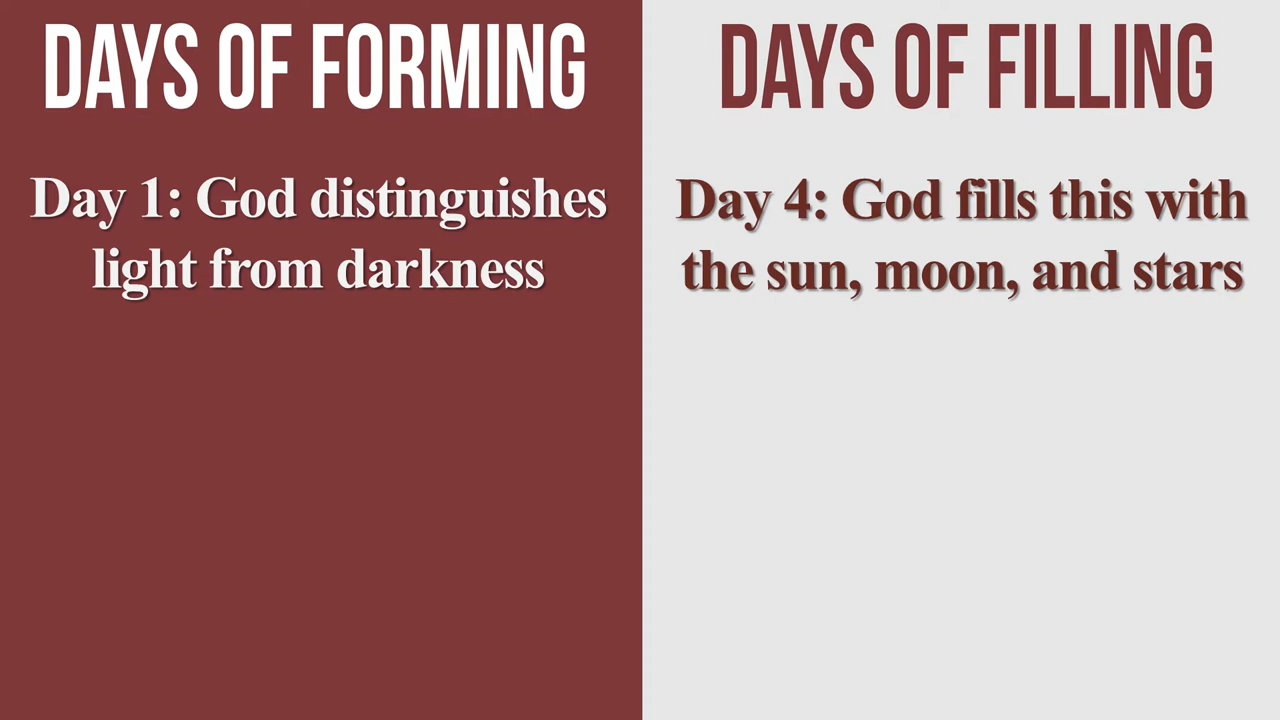 DAYS OF FORMING
Day 1: God distinguishes
light from darkness
DAYS OF FILLING
Day 4: God fills this with
the sun, moon, and stars